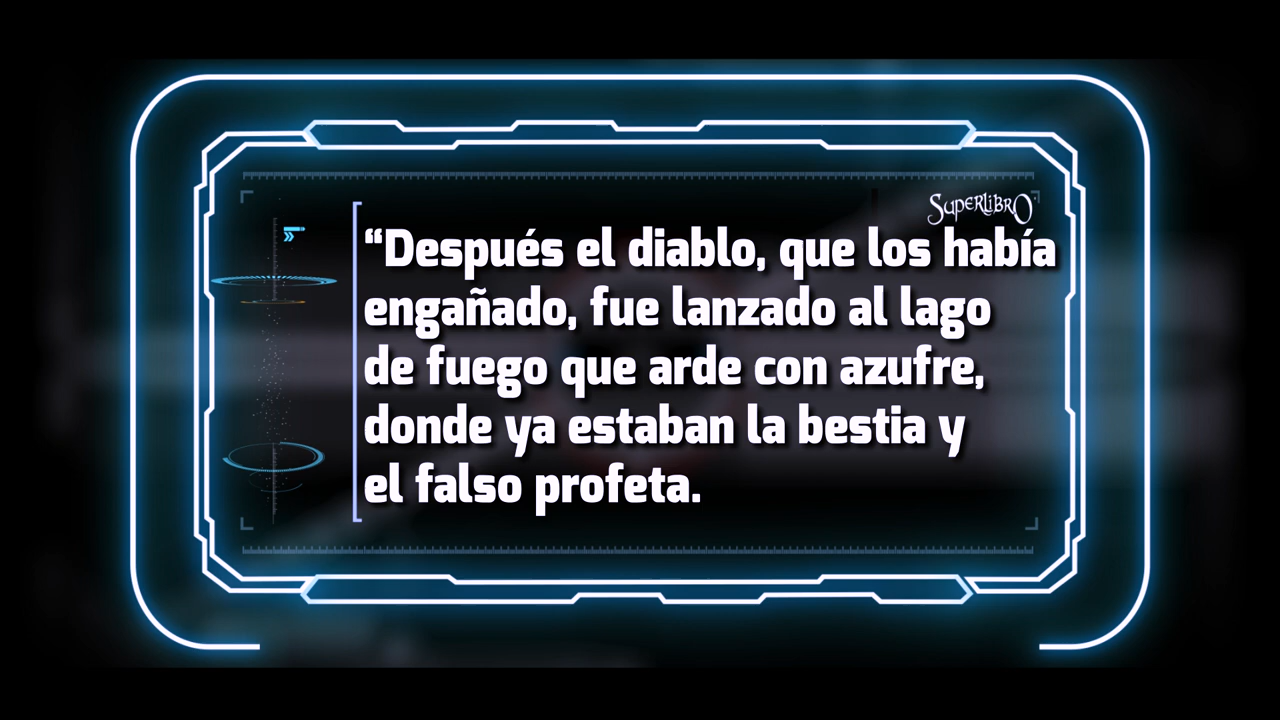 SUPERLIBRO
“Después el diablo, que los había
engañado, fue lanzado al lago
de fuego que arde con azufre,
donde ya estaban la bestia y
el falso profeta.